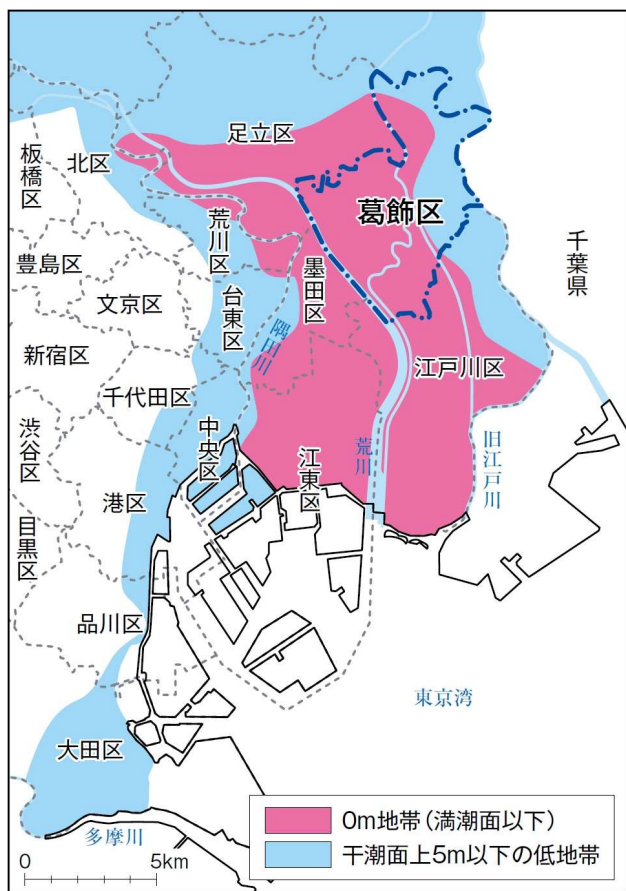 足立区
板橋区
北区
葛飾区
荒川区
豊島区
墨田区
千葉県
文京区
台東区
隅田川
新宿区
江戸川区
千代田区
中央区
渋谷区
江東区
荒川
旧江戸川
港区
目黒区
品川区
東京湾
大田区
0m地帯(満潮面以下)
干潮面上5m以下の低地帯
多摩川
0 5km